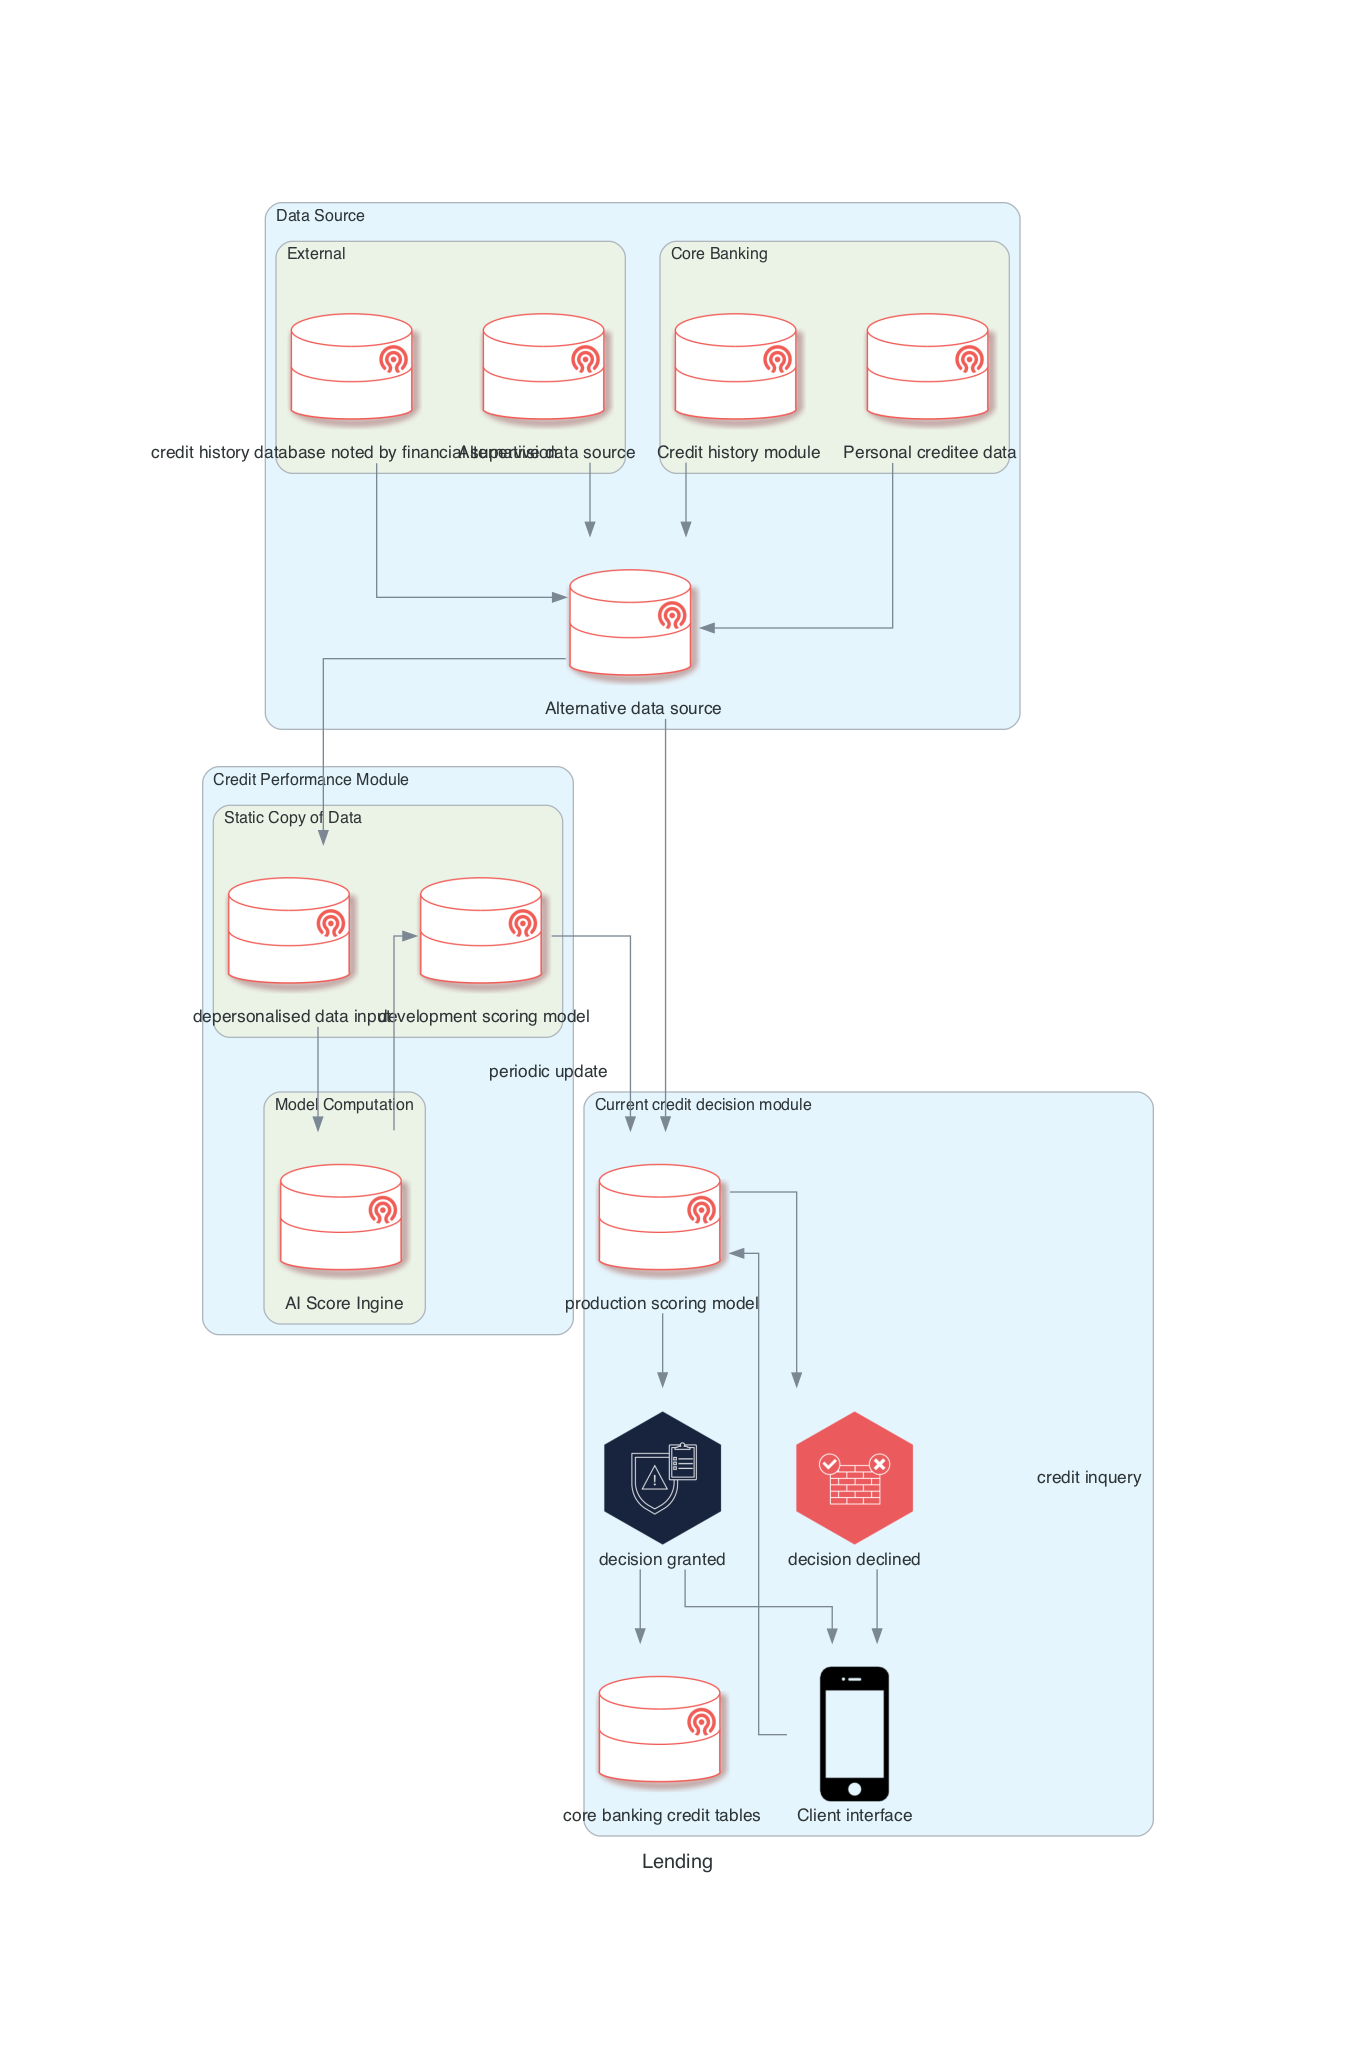 Data Source
External
Core Banking
credit history database noted by financial supervision
Alternative data source
Credit history module
Personal creditee data
Alternative data source
Credit Performance Module
Static Copy of Data
depersonalised data input
development scoring model
periodic update
Model Computation
Current credit decision module
AI Score Ingine
production scoring model
credit inquery
decision granted
decision declined
core banking credit tables
Client interface
Lending